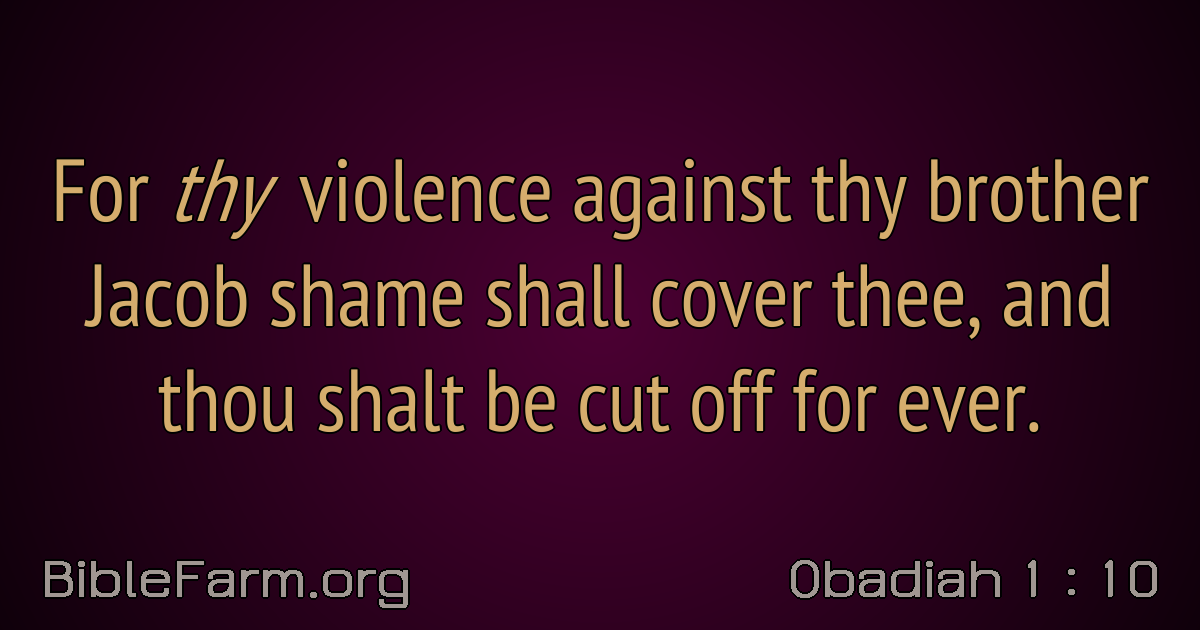 For thy violence against thy brother
Jacob shame shall cover thee, and
thou shalt be cut off for ever.
BibleFarm.org
Obadiah 1 : 10